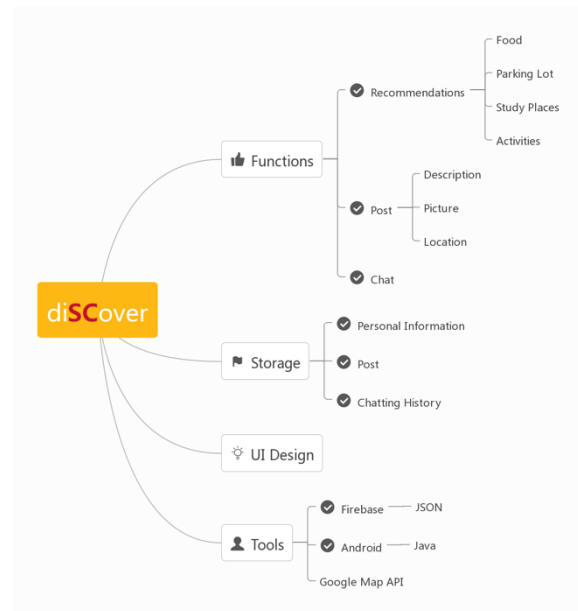 Food
Parking Lot
Recommendations
Study Places
Activities
Functions
Description
Post
Picture
Location
Chat
diSCover
Personal Information
Storage
Post
Chatting History
UI Design
Firebase
JSON
Tools
Android
Java
Google Map API